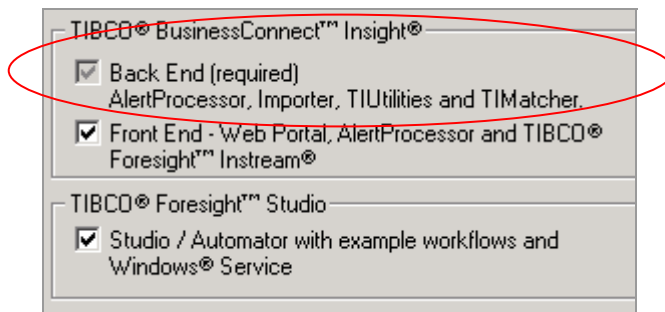 TIBCO® BusinessConnect™ Insight®
Back End (required)
AlertProcessor, Importer, TIUtilities and TIMatcher.
Front End - Web Portal, AlertProcessor and TIBCO®
Foresight™ Instream®
TIBCO® Foresight™ Studio
Studio / Automator with example workflows and
Windows® Service